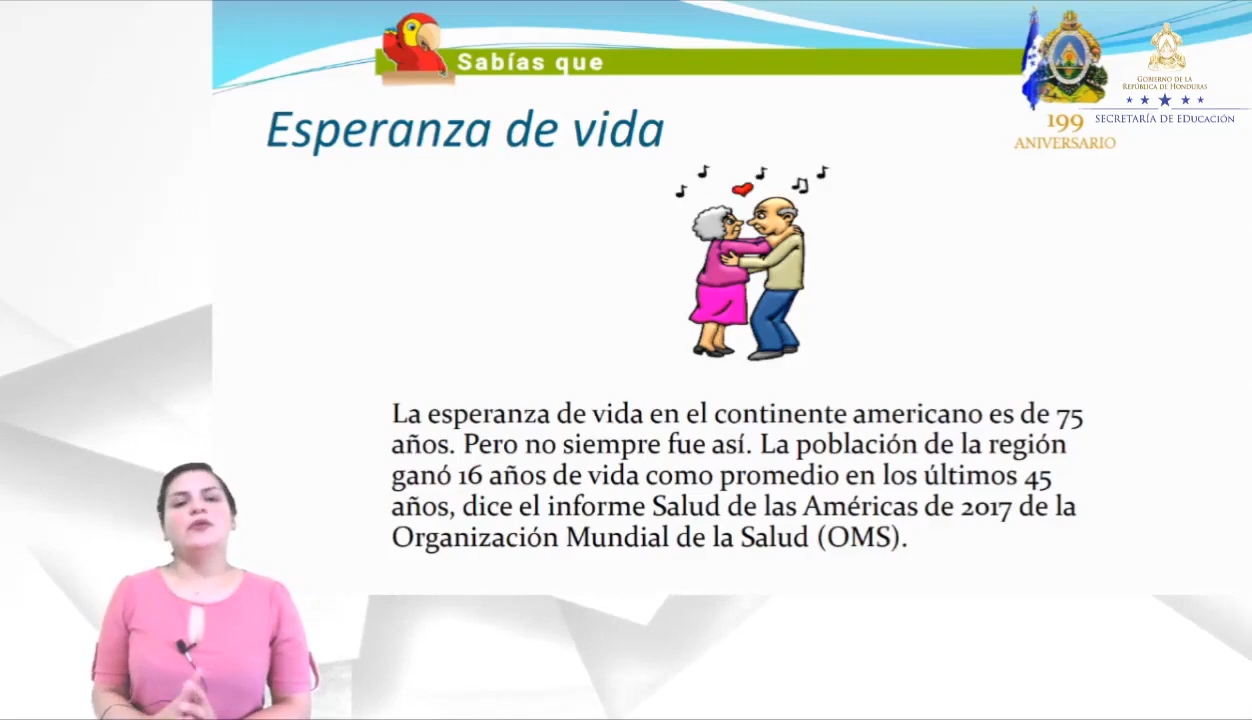 Sabías que
GOBIERNO DE LA
REPÚBLICA DE HONDURAS
SECRETARÍA DE EDUCACIÓN
199
ANIVERSARIO
Esperanza de vida
La esperanza de vida en el continente americano es de 75
años. Pero no siempre fue así. La población de la región
ganó 16 años de vida como promedio en los últimos 45
años, dice el informe Salud de las Américas de 2017 de la
Organización Mundial de la Salud (OMS).